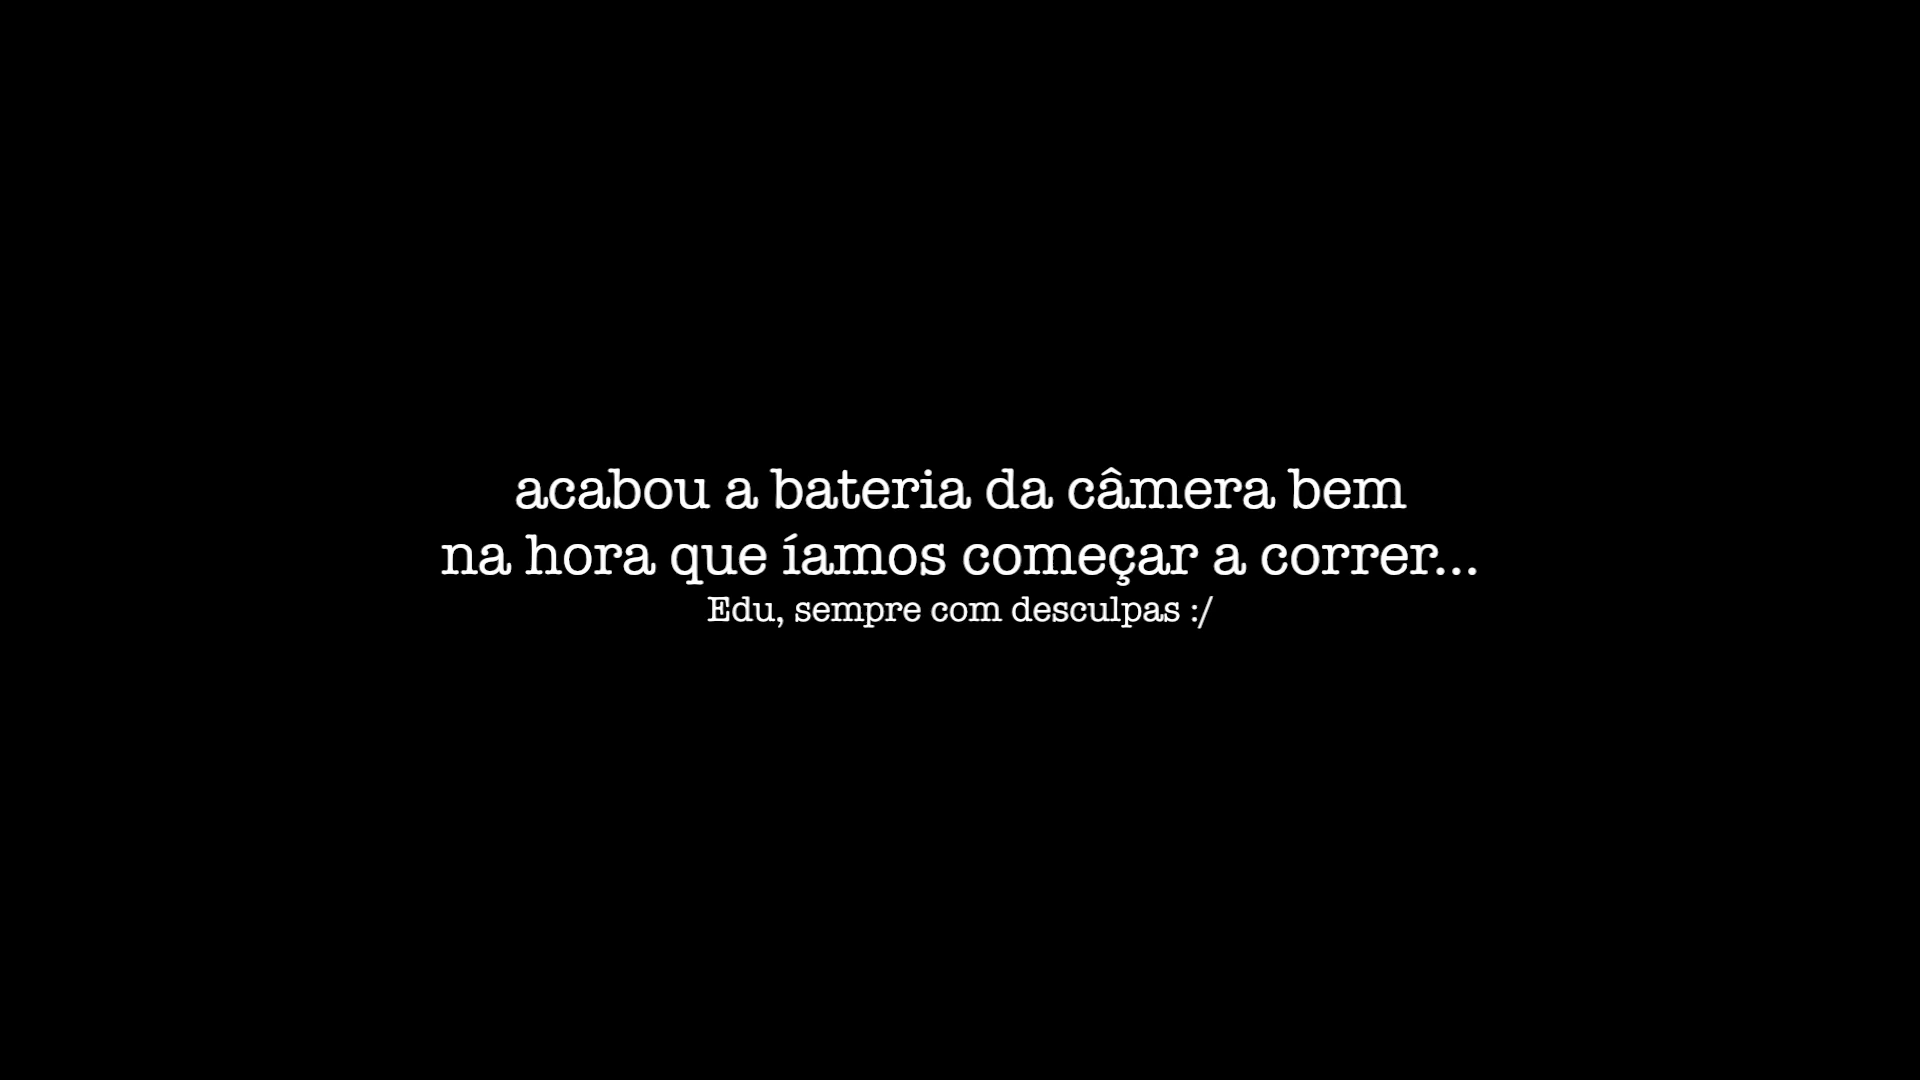 acabou a bateria da câmera bem
na hora que íamos começar a correr...
Edu, sempre com desculpas :/